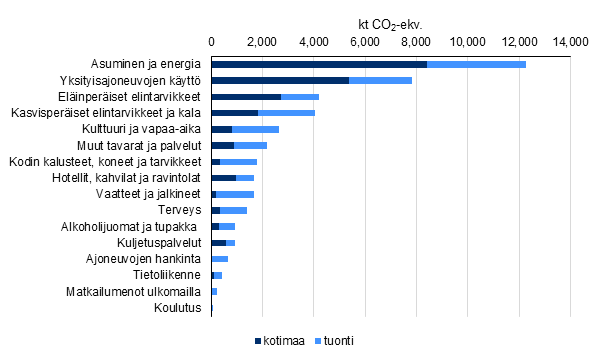 kt CO₂-ekv.
0 2,000 4,000 6,000 8,000 10,000 12,000 14,000
Asuminen ja energia
Yksityisajoneuvojen käyttö
Eläinperäiset elintarvikkeet
Kasvisperäiset elintarvikkeet ja kala
Kulttuuri ja vapaa-aika
Muut tavarat ja palvelut
Kodin kalusteet, koneet ja tarvikkeet
Hotellit, kahvilat ja ravintolat
Vaatteet ja jalkineet
Terveys
Alkoholijuomat ja tupakka
Kuljetuspalvelut
Ajoneuvojen hankinta
Tietoliikenne
Matkailumenot ulkomailla
Koulutus
kotimaa tuonti